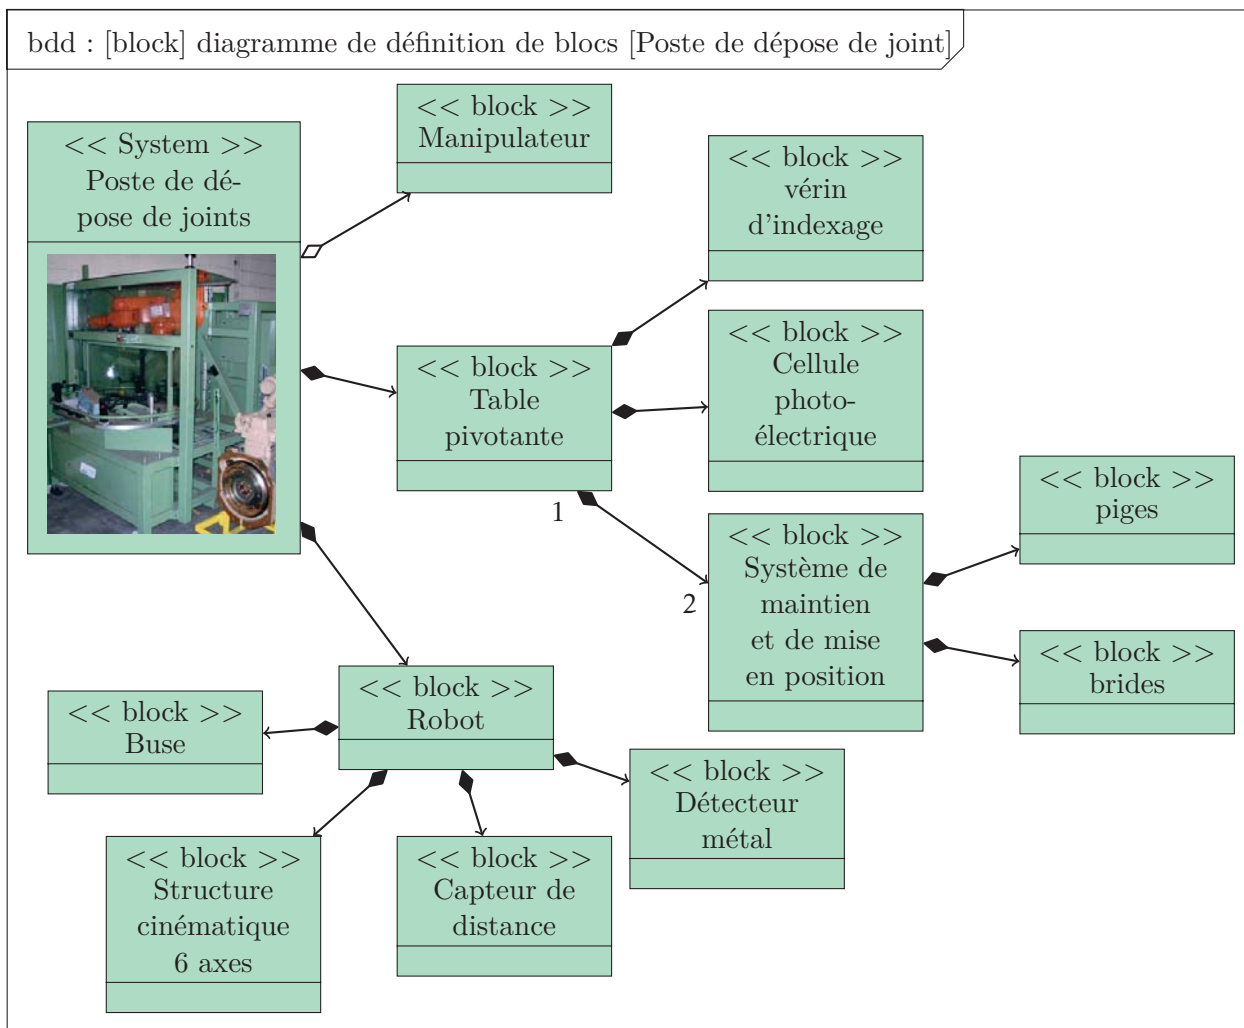 bdd : [block] diagramme de définition de blocs [Poste de dépose de joint]
<< System >>
Poste de dé-
pose de joints
<< block >>
Manipulateur
<< block >>
vérin
d'indexage
<< block >>
Table
pivotante
<< block >>
Cellule
photo-
électrique
1
2
<< block >>
Système de
maintien
et de mise
en position
<< block >>
piges
<< block >>
brides
<< block >>
Robot
<< block >>
Buse
<< block >>
Détecteur
métal
<< block >>
Structure
cinématique
6 axes
<< block >>
Capteur de
distance